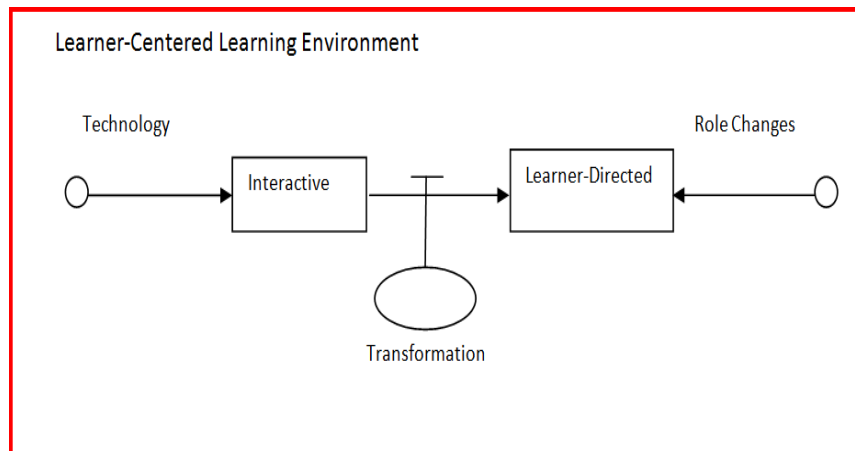 Learner-Centered Learning Environment
Technology
Role Changes
Interactive
Learner-Directed
Transformation